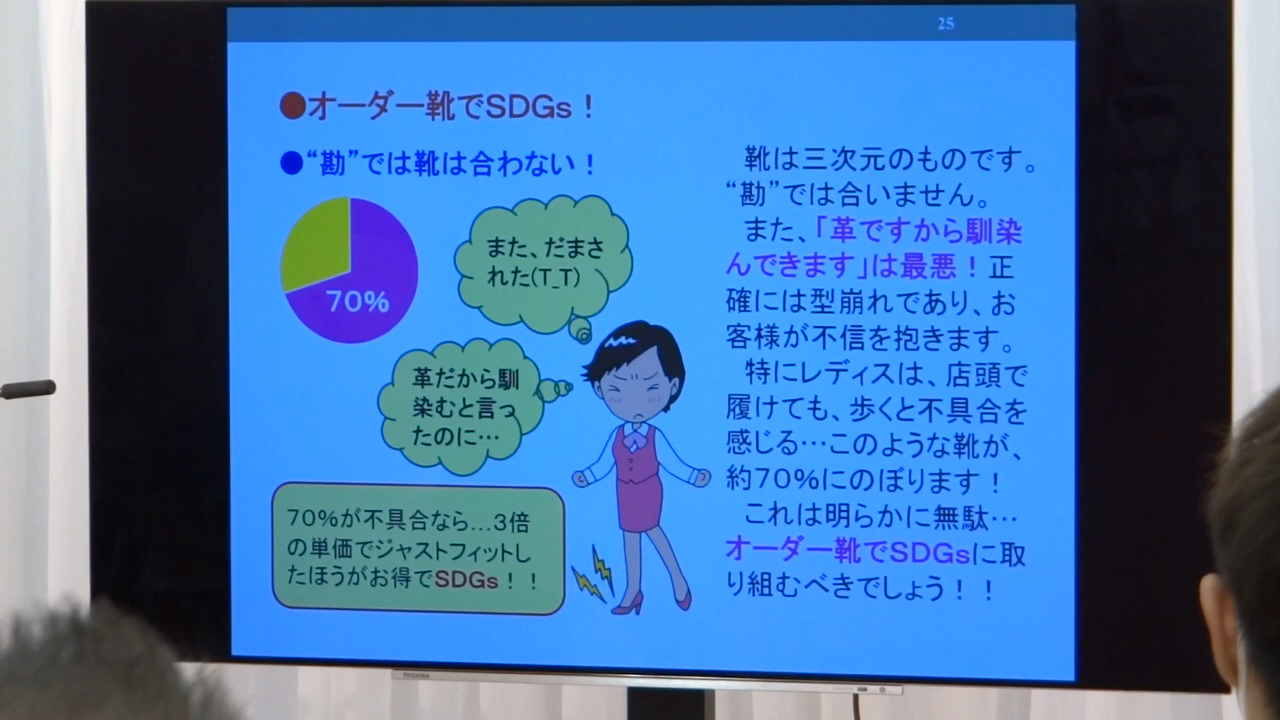 25
●オーダー靴でSDGs！
●“勘”では靴は合わない！
70%
また、だまさ
れた(T_T)
革だから馴
染むと言っ
たのに…
70%が不具合なら…3倍
の単価でジャストフィットし
たほうがお得でSDGs！！
靴は三次元のものです。
“勘”では合いません。
また、「革ですから馴染
んできます」は最悪！正
確には型崩れであり、お
客様が不信を抱きます。
特にレディスは、店頭で
履けても、歩くと不具合を
感じる…このような靴が、
約70%にのぼります！
これは明らかに無駄…
オーダー靴でSDGsに取
り組むべきでしょう！！
TOSHIBA